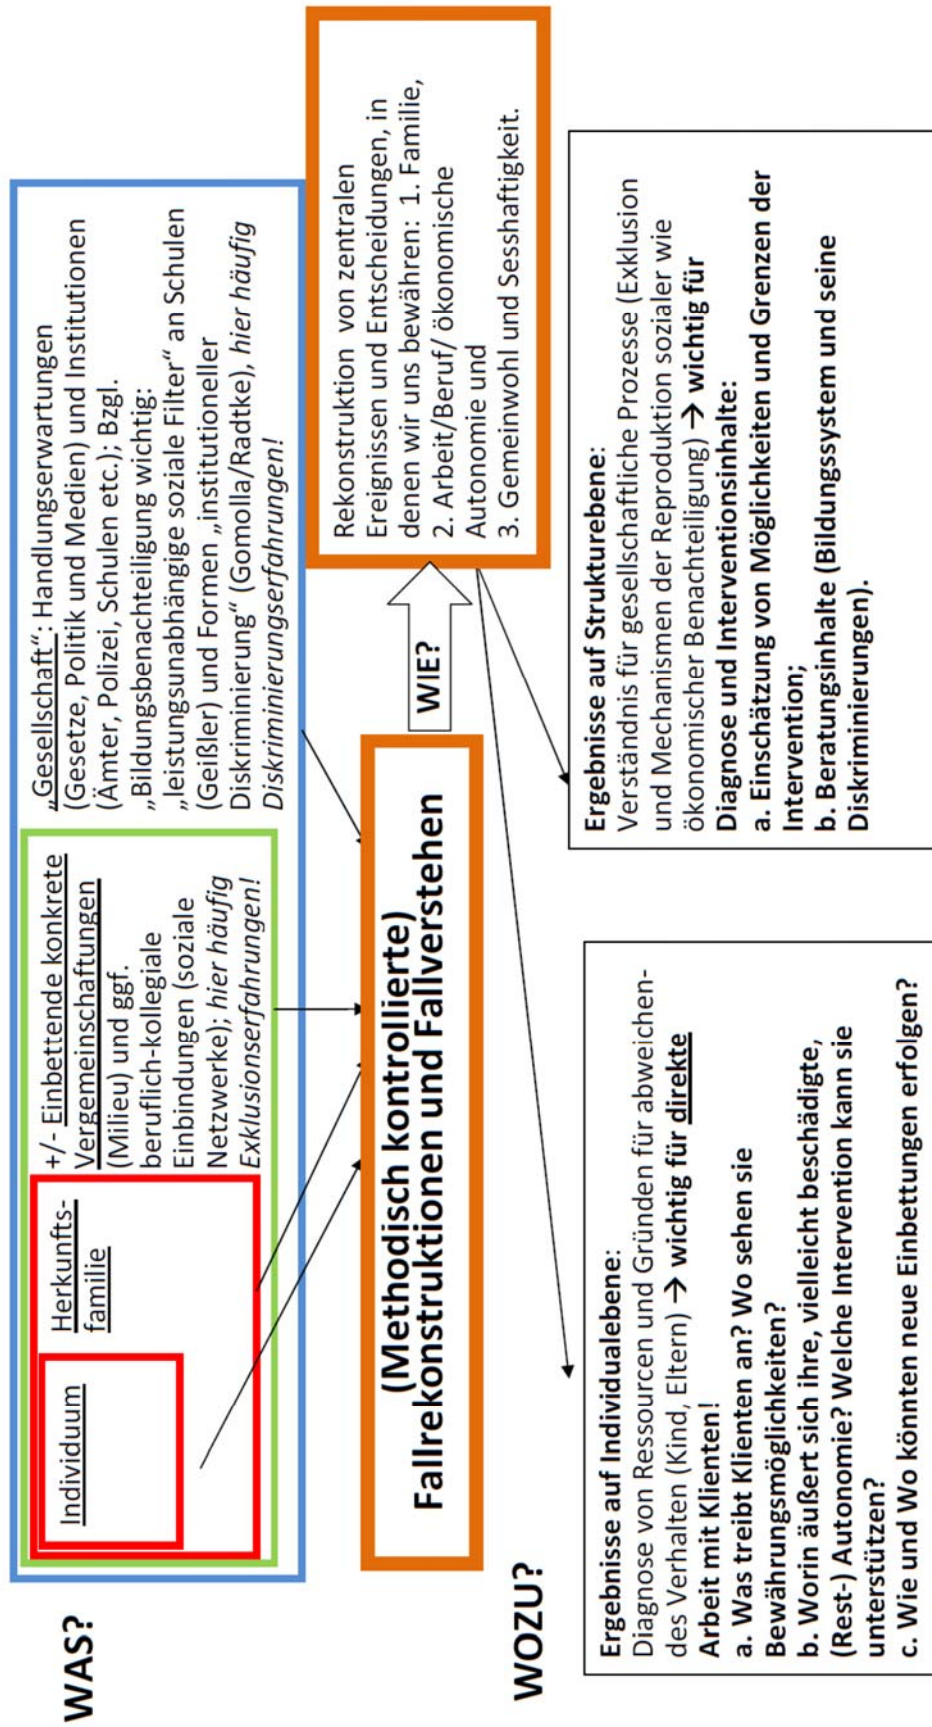 WAS?
Individuum
Herkunfts-
familie
+/- Einbettende konkrete
Vergemeinschaftungen
(Milieu) und ggf.
beruflich-kollegiale
Einbindungen (soziale
Netzwerke); hier häufig
Exklusionserfahrungen!
„Gesellschaft“: Handlungserwartungen
(Gesetze, Politik und Medien) und Institutionen
(Ämter, Polizei, Schulen etc.); Bzgl.
„Bildungsbenachteiligung wichtig:
„leistungsunabhängige soziale Filter“ an Schulen
(Geißler) und Formen „institutioneller
Diskriminierung“ (Gomolla/Radtke), hier häufig
Diskriminierungserfahrungen!
(Methodisch kontrollierte)
Fallrekonstruktionen und Fallverstehen
WIE?
Rekonstruktion von zentralen
Ereignissen und Entscheidungen, in
denen wir uns bewähren: 1. Familie,
2. Arbeit/Beruf/ ökonomische
Autonomie und
3. Gemeinwohl und Sesshaftigkeit.
WOZU?
Ergebnisse auf Individualebene:
Diagnose von Ressourcen und Gründen für abweichen-
des Verhalten (Kind, Eltern) → wichtig für direkte
Arbeit mit Klienten!
a. Was treibt Klienten an? Wo sehen sie
Bewährungsmöglichkeiten?
b. Worin äußert sich ihre, vielleicht beschädigte,
(Rest-) Autonomie? Welche Intervention kann sie
unterstützen?
c. Wie und Wo könnten neue Einbettungen erfolgen?
Ergebnisse auf Strukturebene:
Verständnis für gesellschaftliche Prozesse (Exklusion
und Mechanismen der Reproduktion sozialer wie
ökonomischer Benachteiligung) → wichtig für
Diagnose und Interventionsinhalte:
a. Einschätzung von Möglichkeiten und Grenzen der
Intervention;
b. Beratungsinhalte (Bildungssystem und seine
Diskriminierungen).